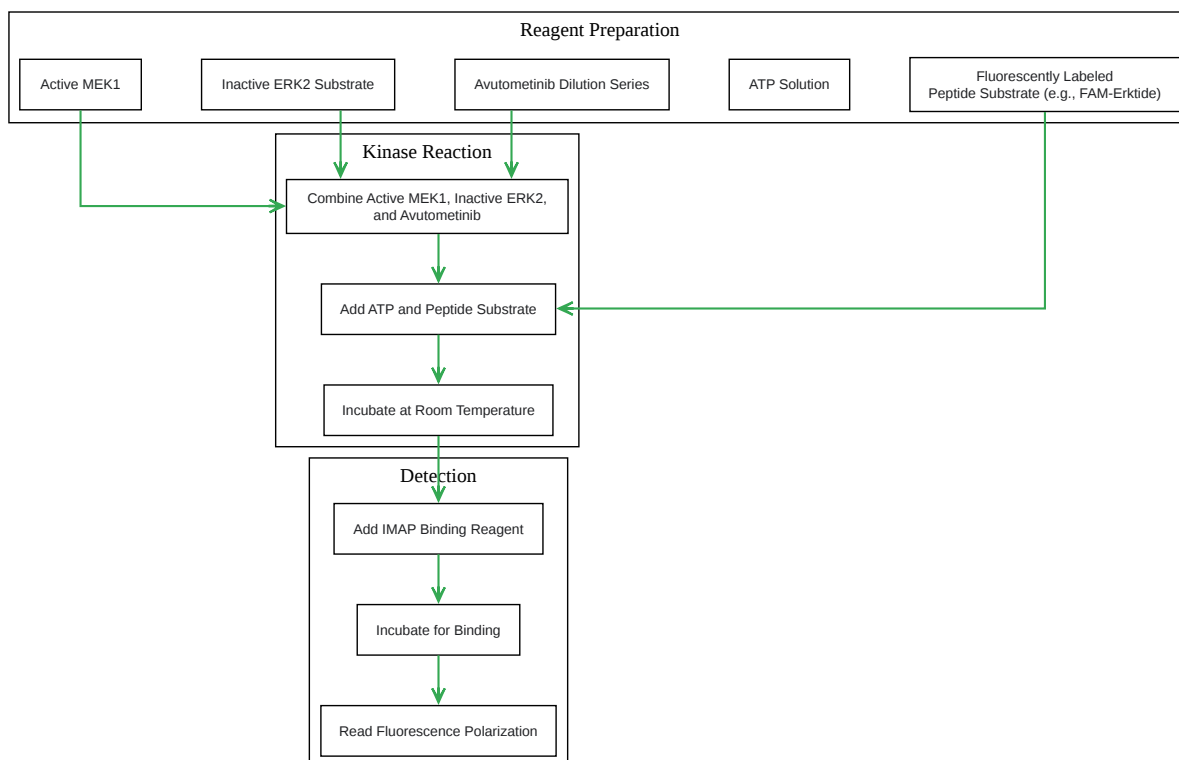 Reagent Preparation
Active MEK1
Inactive ERK2 Substrate
Avutometinib Dilution Series
ATP Solution
Fluorescently Labeled
Peptide Substrate (e.g., FAM-Erktide)
Kinase Reaction
Combine Active MEK1, Inactive ERK2,
and Avutometinib
Add ATP and Peptide Substrate
Incubate at Room Temperature
Detection
Add IMAP Binding Reagent
Incubate for Binding
Read Fluorescence Polarization